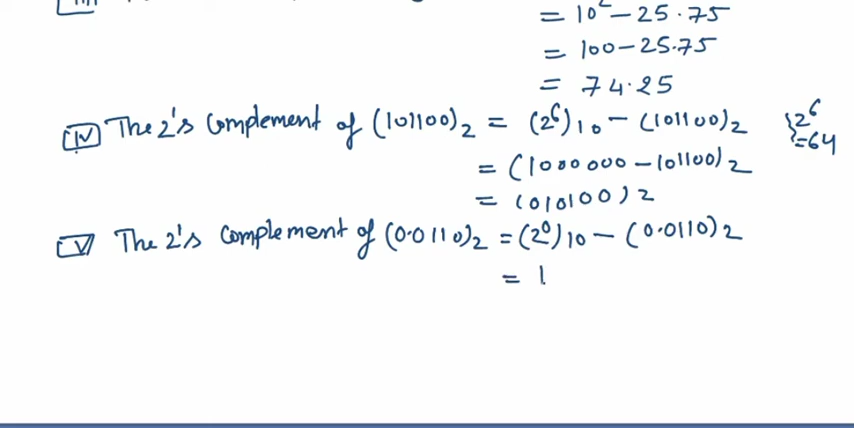 = 10² - 25.75
= 100 - 25.75
= 74.25
IV The 2's Complement of (101100)₂ = (2⁶)₁₀ - (101100)₂ }2⁶
=64
= (1000000 - 101100)₂
= (010100)₂
V The 2's Complement of (0.0110)₂ = (2⁰)₁₀ - (0.0110)₂
= 1